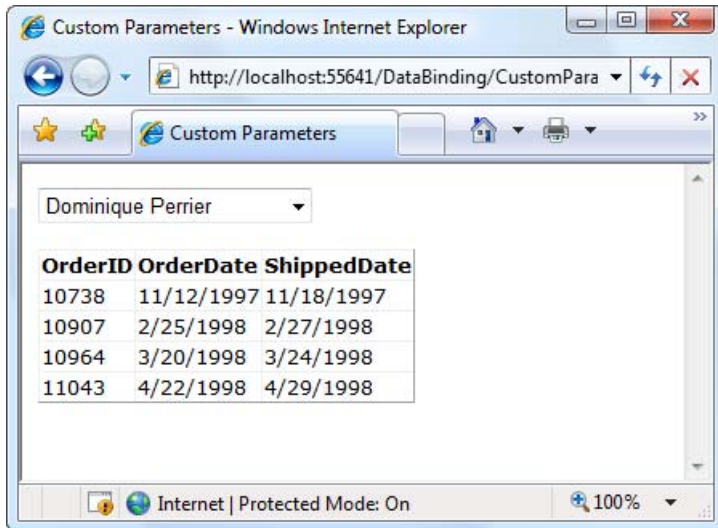 Custom Parameters - Windows Internet Explorer
http://localhost:55641/DataBinding/CustomPara
Custom Parameters
Dominique Perrier
OrderID OrderDate ShippedDate
10738 11/12/1997 11/18/1997
10907 2/25/1998 2/27/1998
10964 3/20/1998 3/24/1998
11043 4/22/1998 4/29/1998
Internet | Protected Mode: On 100%